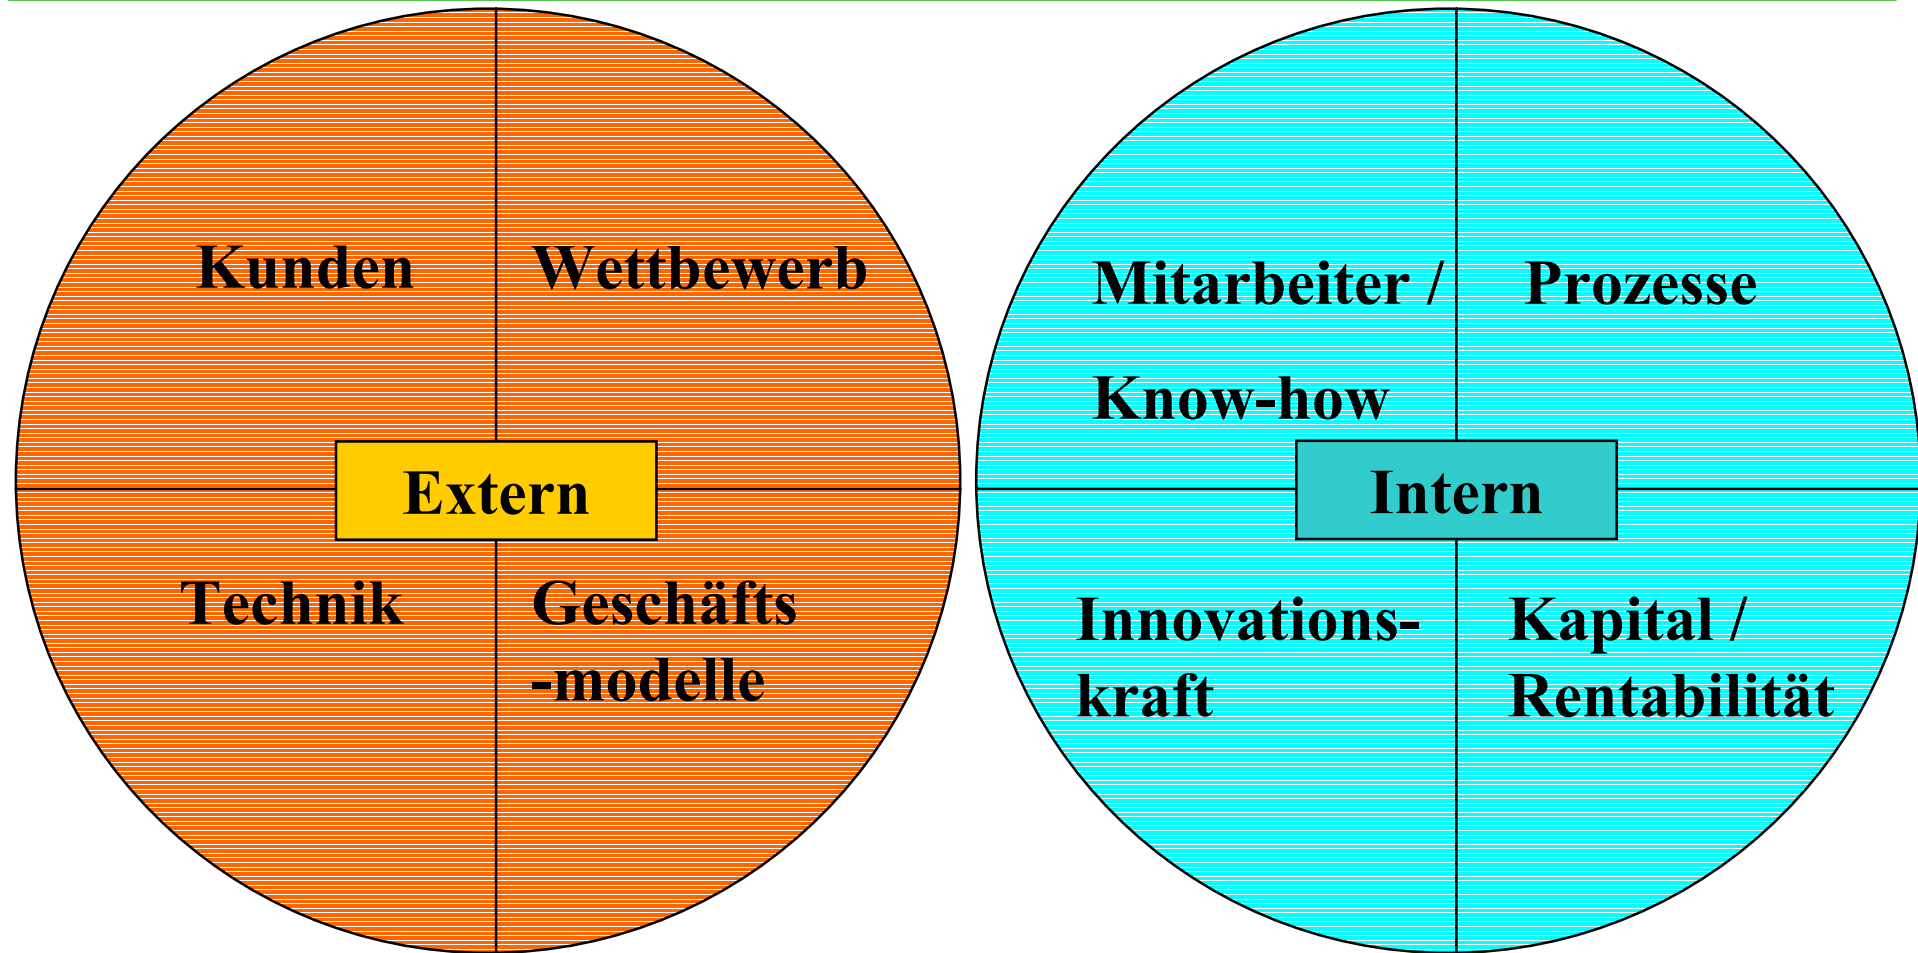 Kunden
Wettbewerb
Extern
Technik
Geschäfts
-modelle
Mitarbeiter /
Know-how
Prozesse
Intern
Innovations-
kraft
Kapital /
Rentabilität